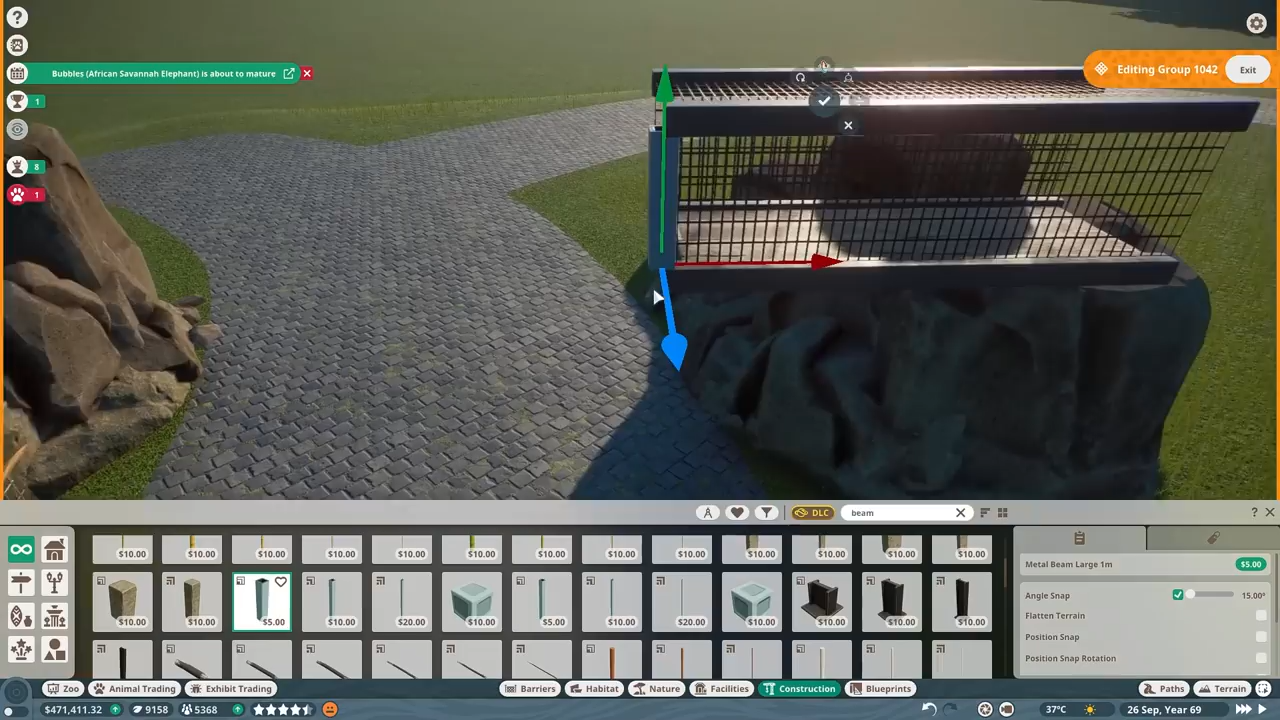 ?
Bubbles (African Savannah Elephant) is about to mature
1
8
1
Editing Group 1042
Exit
DLC
beam
?
$10.00 $10.00 $10.00 $10.00 $10.00 $10.00 $10.00 $10.00 $10.00 $10.00 $10.00 $10.00 $10.00
$10.00 $10.00 $5.00 $10.00 $20.00 $10.00 $5.00 $10.00 $20.00 $10.00 $10.00 $10.00 $10.00
Metal Beam Large 1m $5.00
Angle Snap 15.00°
Flatten Terrain
Position Snap
Position Snap Rotation
Zoo Animal Trading Exhibit Trading Barriers Habitat Nature Facilities Construction Blueprints Paths Terrain
$471,411.32 9158 5368 37°C 26 Sep, Year 69